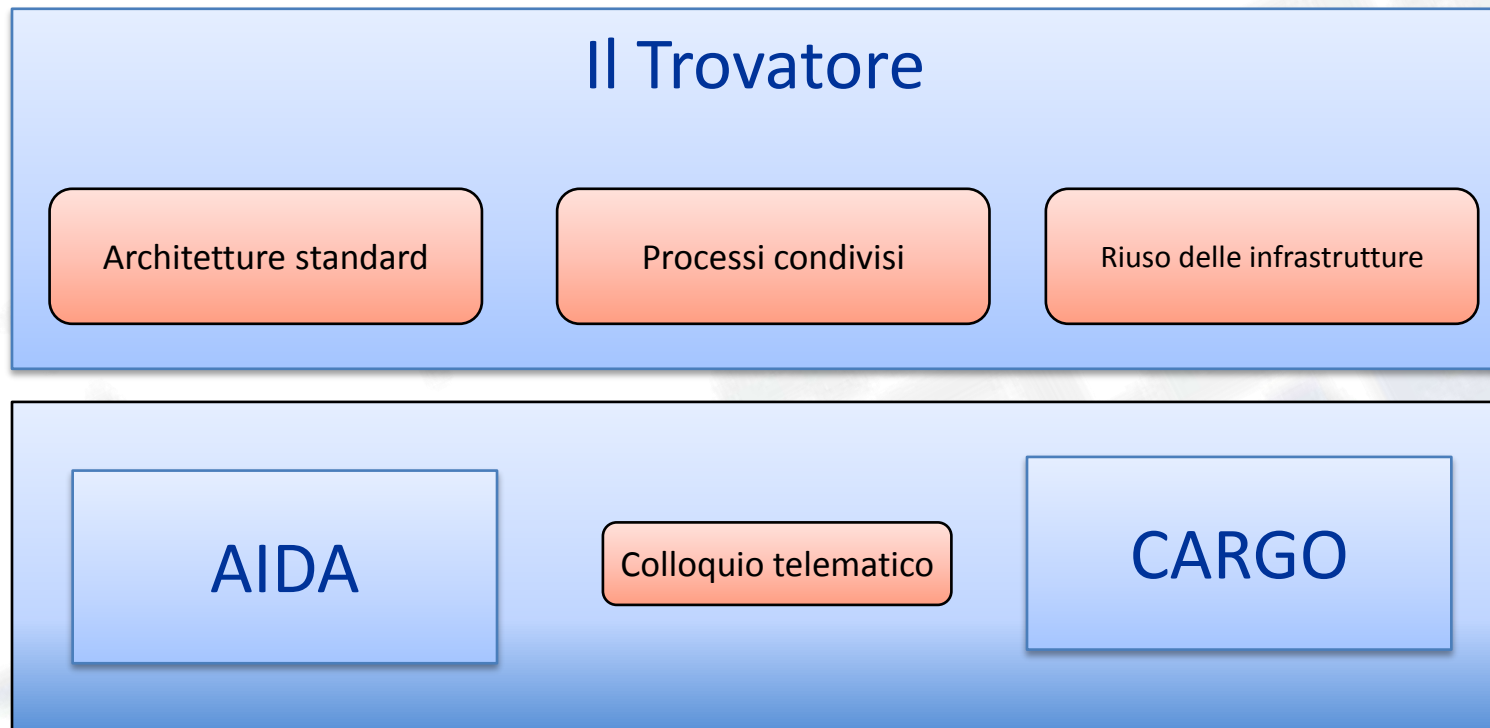 Il Trovatore
Architetture standard
Processi condivisi
Riuso delle infrastrutture
AIDA
Colloquio telematico
CARGO